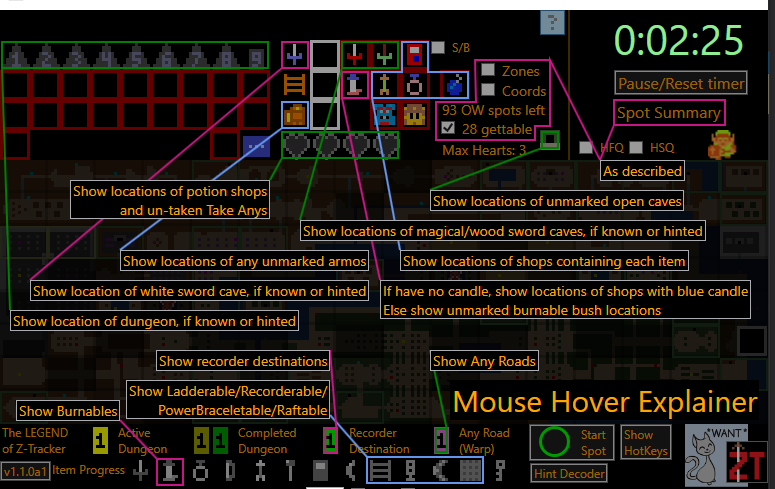 ?
0:02:25
S/B
Zones
Coords
Pause/Reset timer
93 OW spots left
28 gettable
Spot Summary
Max Hearts: 3
HFQ
HSQ
As described
Show locations of potion shops
and un-taken Take Anys
Show locations of unmarked open caves
Show locations of magical/wood sword caves, if known or hinted
Show locations of any unmarked armos
Show locations of shops containing each item
Show location of white sword cave, if known or hinted
If have no candle, show locations of shops with blue candle
Else show unmarked burnable bush locations
Show location of dungeon, if known or hinted
Show recorder destinations
Show Any Roads
Show Ladderable/Recorderable/
PowerBraceletable/Raftable
Show Burnables
Mouse Hover Explainer
The LEGEND
of Z-Tracker
1
Active
Dungeon
1
1
Completed
Dungeon
1
Recorder
Destination
1
Any Road
(Warp)
Start
Spot
Show
HotKeys
*WANT*
ZT
v1.1.0a1
Item Progress
Hint Decoder